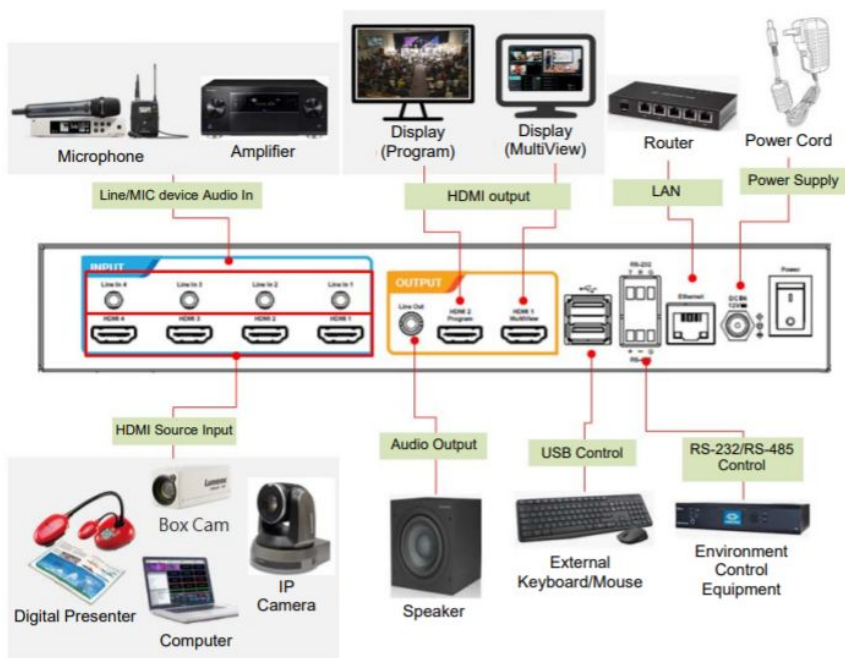 Microphone
Amplifier
Display
(Program)
Display
(MultiView)
Router
Power Cord
Line/MIC device Audio In
HDMI output
LAN
Power Supply
INPUT
Line In 4
Line In 3
Line In 2
Line In 1
HDMI 4
HDMI 3
HDMI 2
HDMI 1
OUTPUT
Line Out
HDMI 2
Program
HDMI 1
MultiView
RS-232
T R G
+ − G
Ethernet
12V
Power
HDMI Source Input
Audio Output
USB Control
RS-232/RS-485
Control
Box Cam
Digital Presenter
Computer
IP
Camera
Speaker
External
Keyboard/Mouse
Environment
Control
Equipment